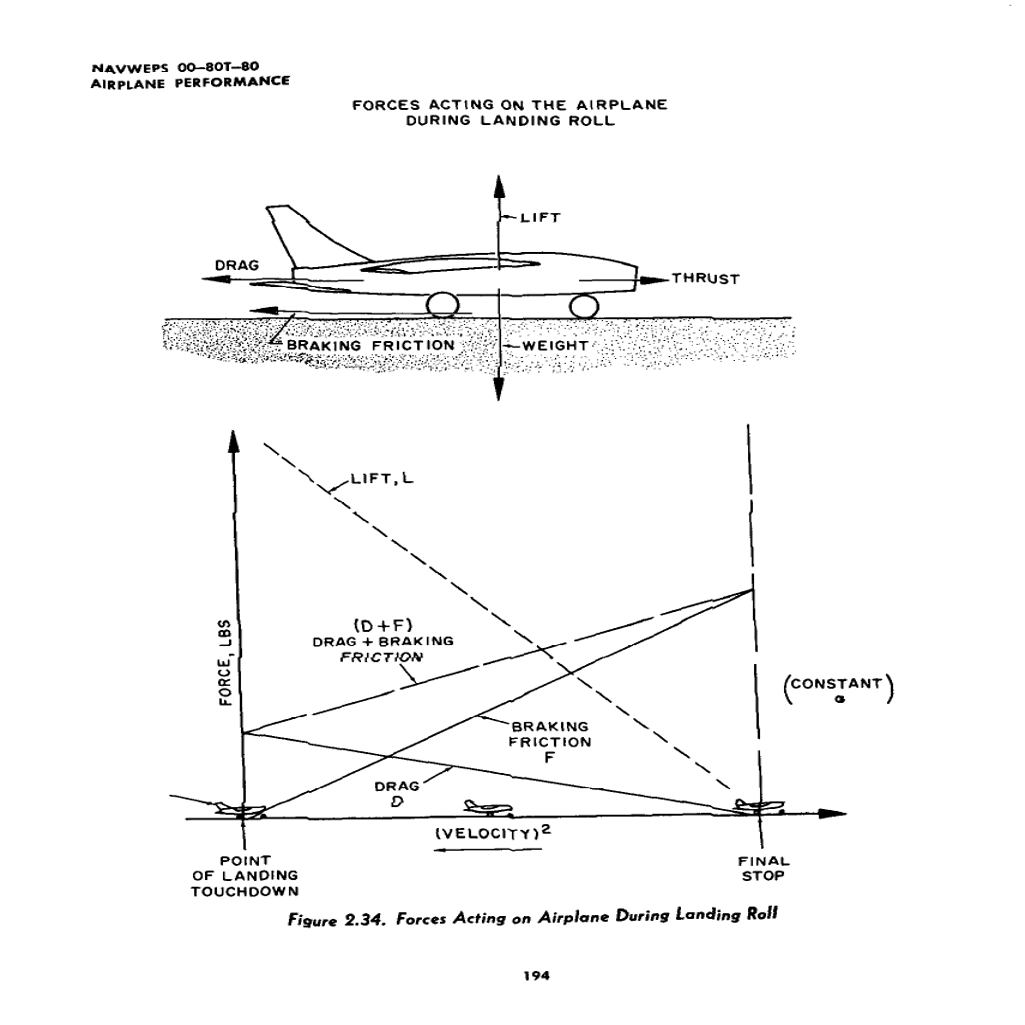 NAVWEPS 00–80T–80
AIRPLANE PERFORMANCE
FORCES ACTING ON THE AIRPLANE
DURING LANDING ROLL
LIFT
DRAG
THRUST
BRAKING FRICTION
WEIGHT
LIFT, L
(D + F)
DRAG + BRAKING
FRICTION
FORCE, LBS
(CONSTANT
α)
BRAKING
FRICTION
F
DRAG
D
(VELOCITY)²
POINT
OF LANDING
TOUCHDOWN
FINAL
STOP
Figure 2.34. Forces Acting on Airplane During Landing Roll
194